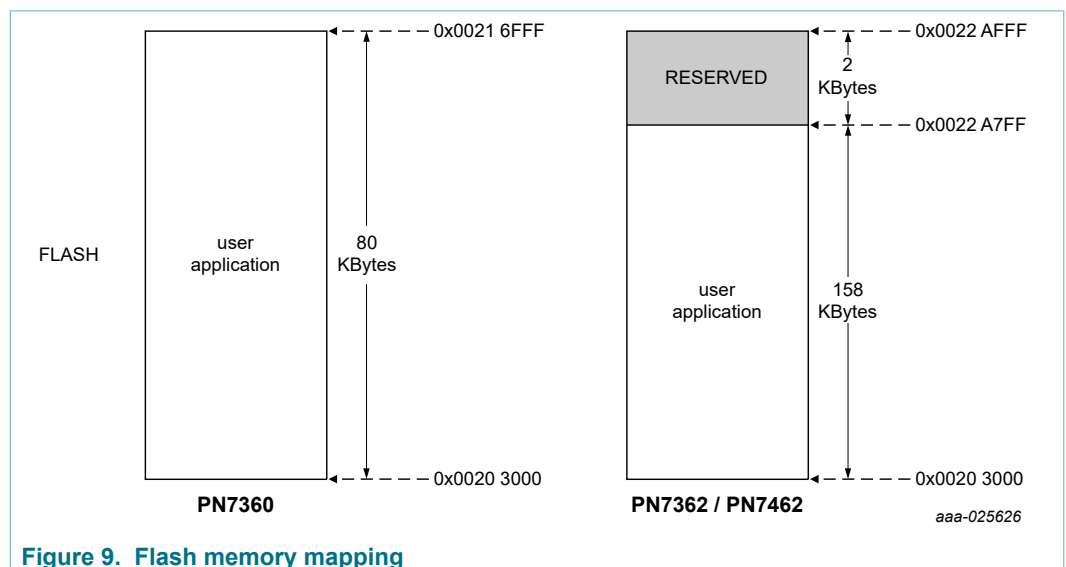 0x0021 6FFF
FLASH
user
application
80
KBytes
0x0020 3000
PN7360
0x0022 AFFF
RESERVED
2
KBytes
0x0022 A7FF
user
application
158
KBytes
0x0020 3000
PN7362 / PN7462
aaa-025626
Figure 9. Flash memory mapping